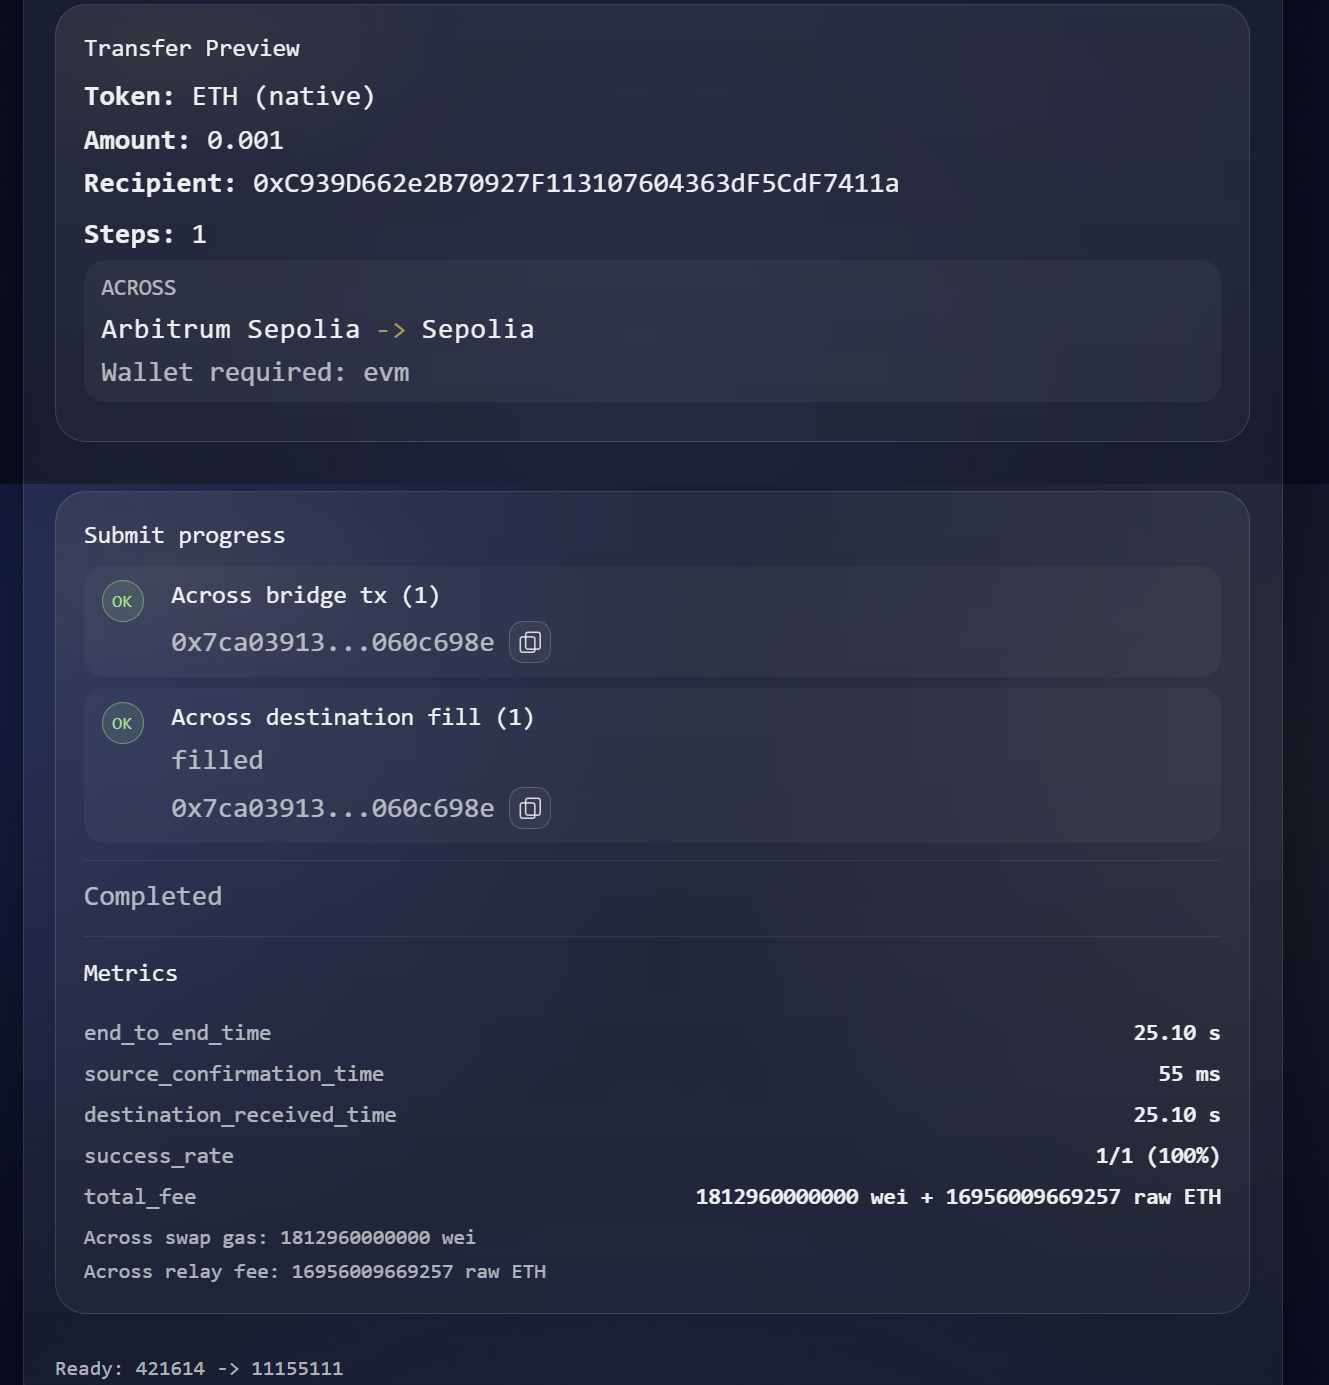 Transfer Preview
Token: ETH (native)
Amount: 0.001
Recipient: 0xC939D662e2B70927F113107604363dF5CdF7411a
Steps: 1
ACROSS
Arbitrum Sepolia -> Sepolia
Wallet required: evm
Submit progress
OK
Across bridge tx (1)
0x7ca03913...060c698e
OK
Across destination fill (1)
filled
0x7ca03913...060c698e
Completed
Metrics
end_to_end_time 25.10 s
source_confirmation_time 55 ms
destination_received_time 25.10 s
success_rate 1/1 (100%)
total_fee 1812960000000 wei + 16956009669257 raw ETH
Across swap gas: 1812960000000 wei
Across relay fee: 16956009669257 raw ETH
Ready: 421614 -> 11155111